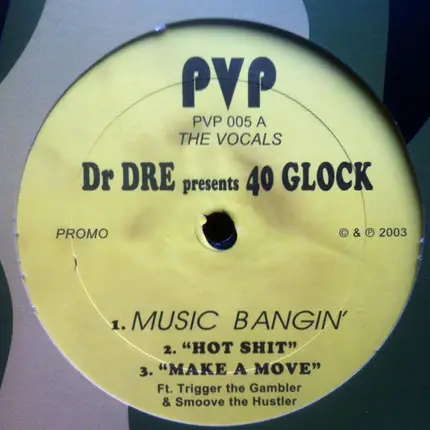 PVP
PVP 005 A
THE VOCALS
Dr DRE presents 40 GLOCK
PROMO
© & ℗ 2003
1. MUSIC BANGIN'
2. “HOT SHIT”
3. “MAKE A MOVE”
Ft. Trigger the Gambler
& Smoove the Hustler